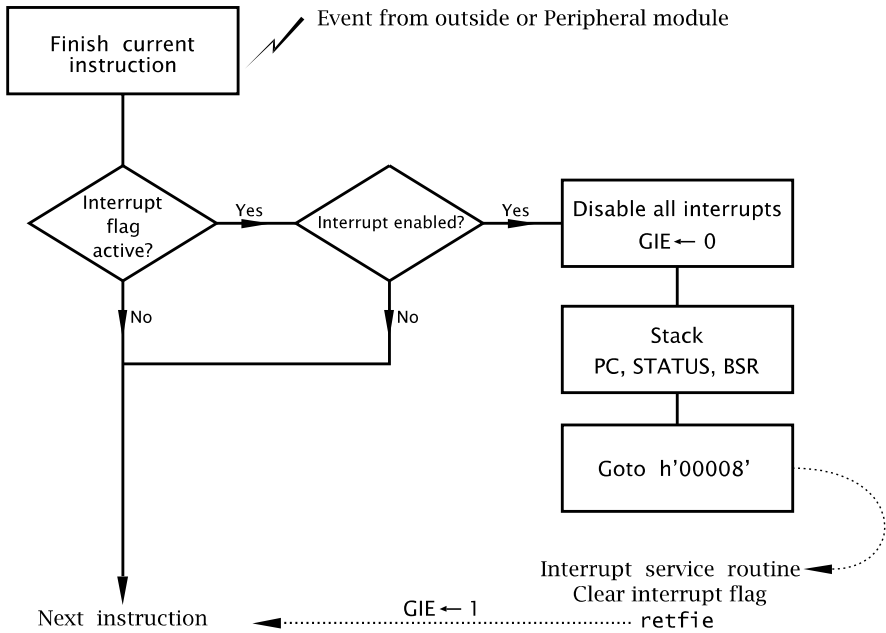 Event from outside or Peripheral module
Finish current
instruction
Interrupt
flag
active?
Yes
Interrupt enabled?
Yes
Disable all interrupts
GIE ← 0
No
No
Stack
PC, STATUS, BSR
Goto h'00008'
Interrupt service routine
Clear interrupt flag
retfie
GIE ← 1
Next instruction